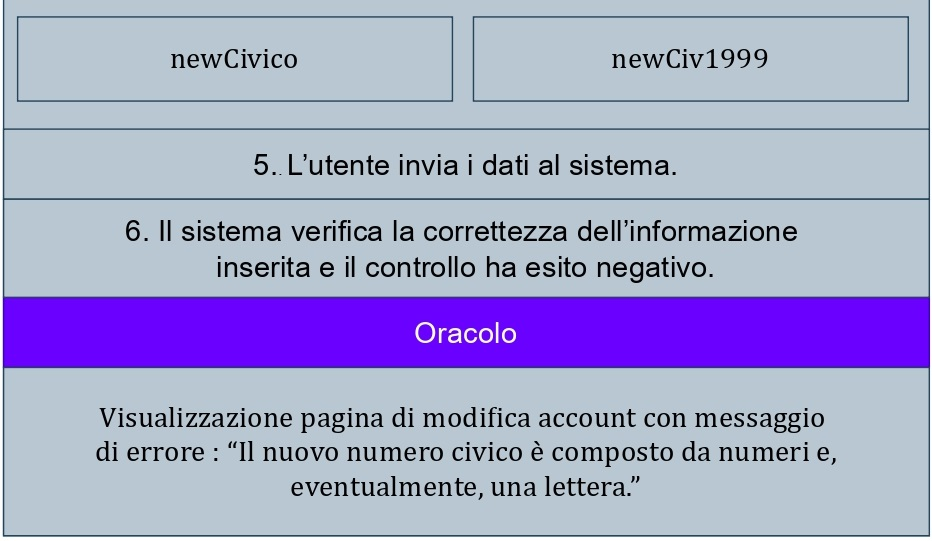 newCivico
newCiv1999
5. L’utente invia i dati al sistema.
6. Il sistema verifica la correttezza dell’informazione
inserita e il controllo ha esito negativo.
Oracolo
Visualizzazione pagina di modifica account con messaggio
di errore : “Il nuovo numero civico è composto da numeri e,
eventualmente, una lettera.”